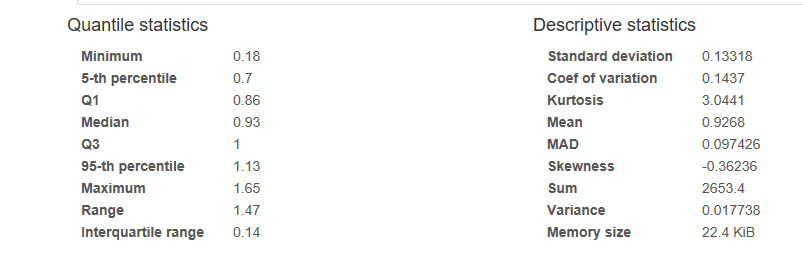 Quantile statistics
Minimum 0.18
5-th percentile 0.7
Q1 0.86
Median 0.93
Q3 1
95-th percentile 1.13
Maximum 1.65
Range 1.47
Interquartile range 0.14
Descriptive statistics
Standard deviation 0.13318
Coef of variation 0.1437
Kurtosis 3.0441
Mean 0.9268
MAD 0.097426
Skewness -0.36236
Sum 2653.4
Variance 0.017738
Memory size 22.4 KiB